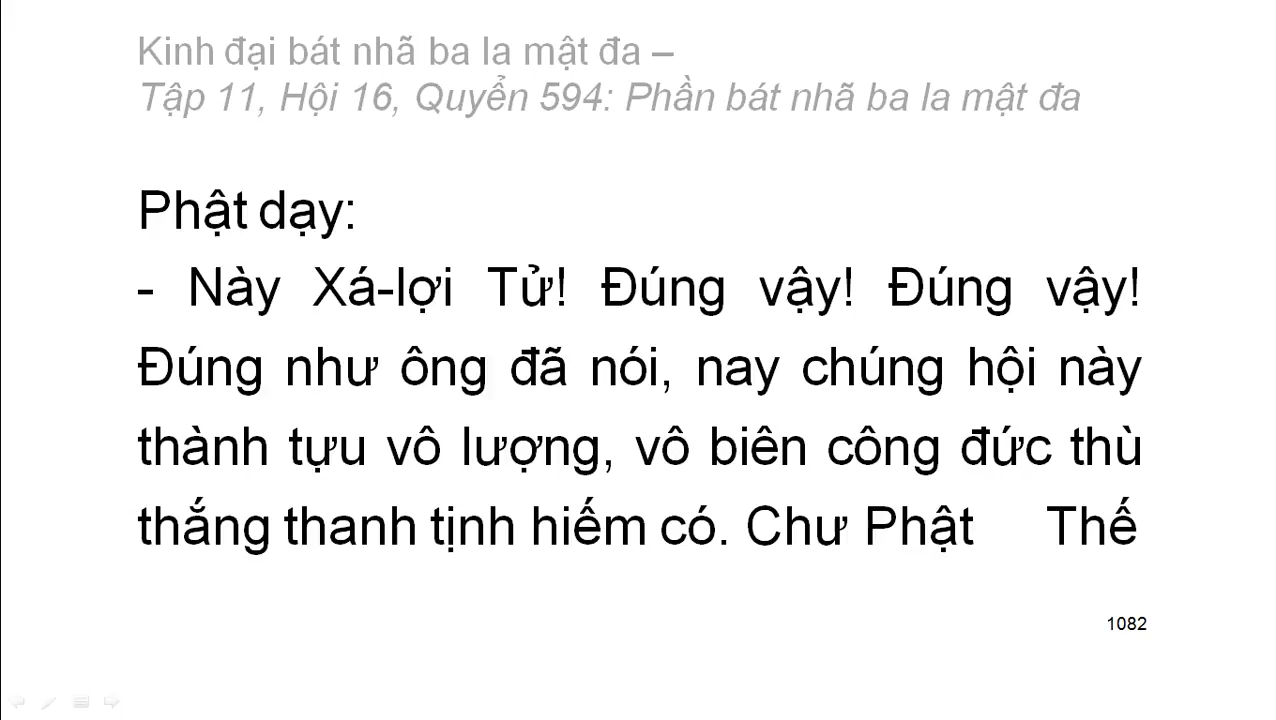 Kinh đại bát nhã ba la mật đa –
Tập 11, Hội 16, Quyển 594: Phần bát nhã ba la mật đa
Phật dạy:
- Này Xá-lợi Tử! Đúng vậy! Đúng vậy!
Đúng như ông đã nói, nay chúng hội này
thành tựu vô lượng, vô biên công đức thù
thắng thanh tịnh hiếm có. Chư Phật Thế
1082